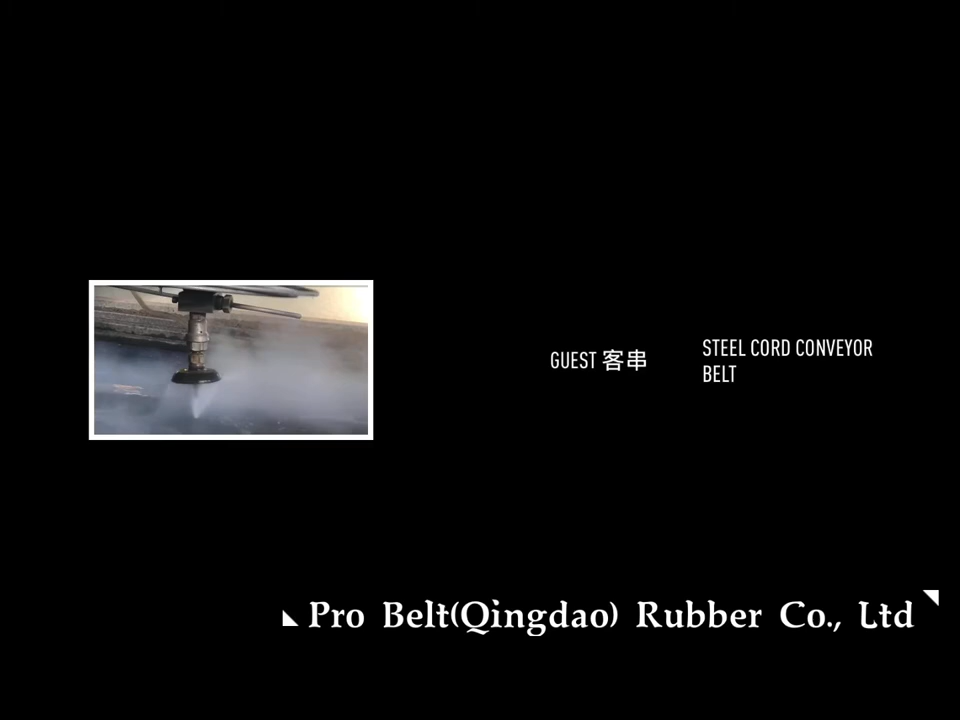 GUEST 客串
STEEL CORD CONVEYOR
BELT
Pro Belt(Qingdao) Rubber Co., Ltd